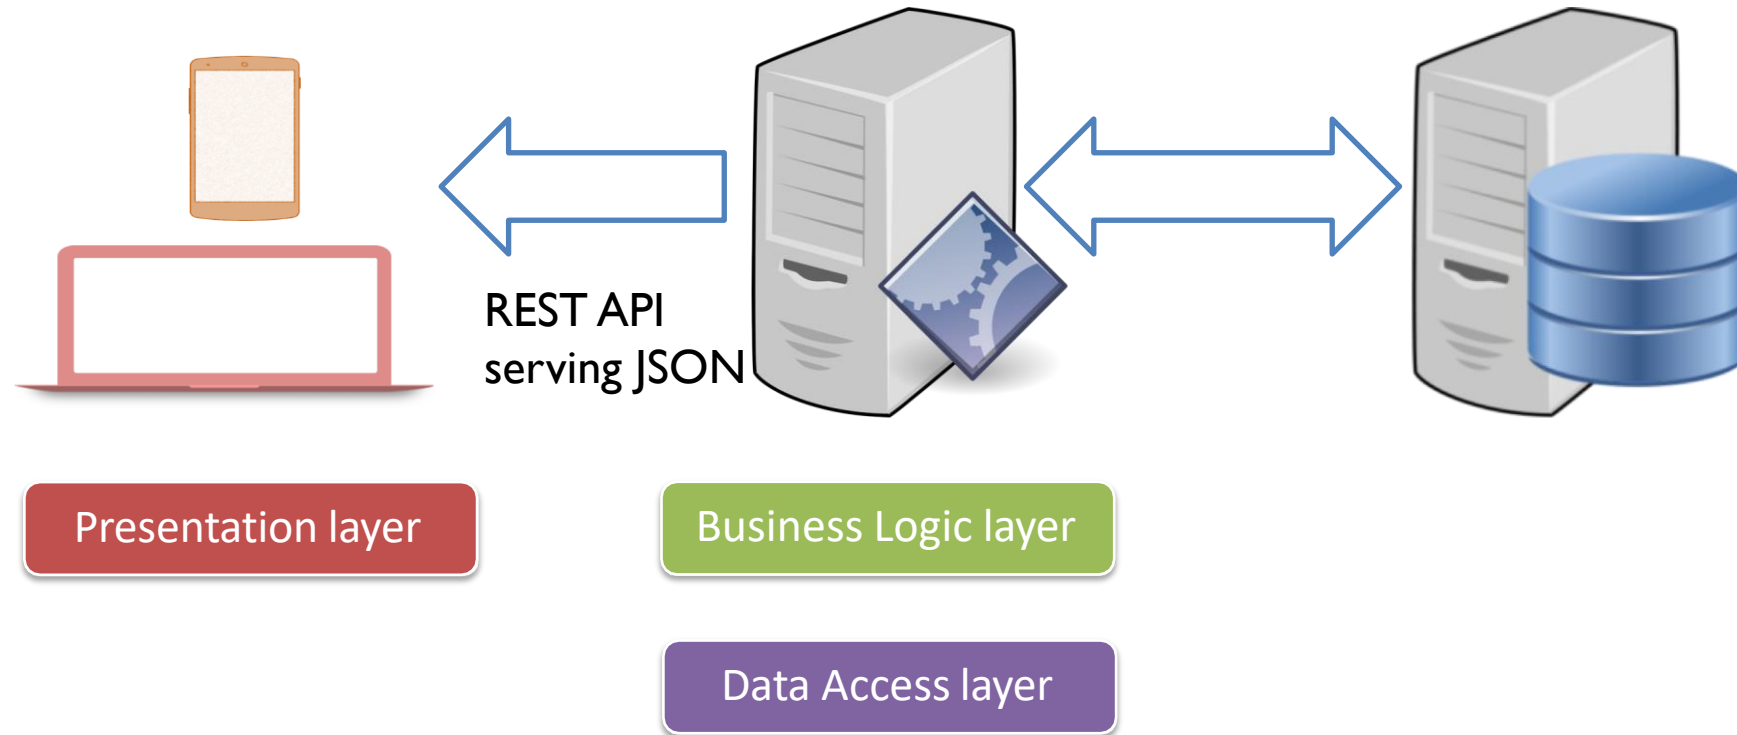 REST API
serving JSON
Presentation layer
Business Logic layer
Data Access layer